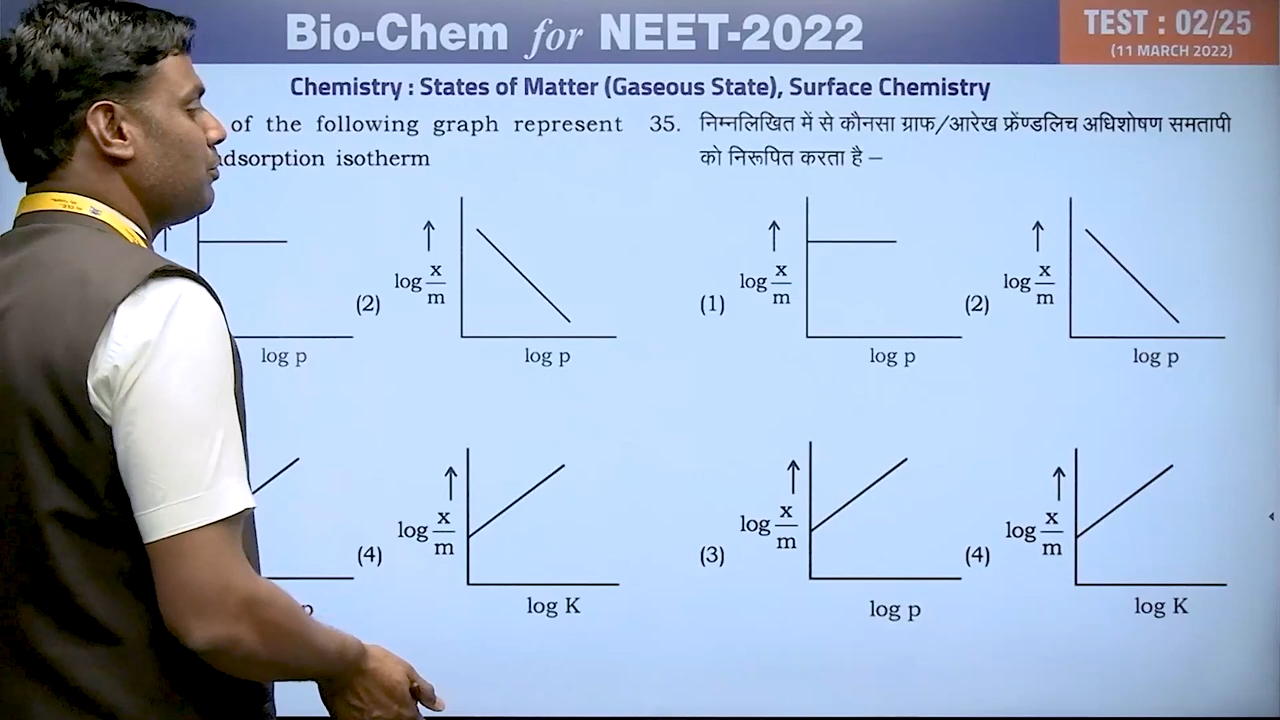 Bio-Chem for NEET-2022
TEST : 02/25
(11 MARCH 2022)
Chemistry : States of Matter (Gaseous State), Surface Chemistry
of the following graph represent
adsorption isotherm
(2) log x/m
log p
log p
(4) log x/m
p
log K
35. निम्नलिखित में से कौनसा ग्राफ/आरेख फ्रेंण्डलिच अधिशोषण समतापी
को निरूपित करता है –
(1) log x/m
log p
(2) log x/m
log p
(3) log x/m
log p
(4) log x/m
log K